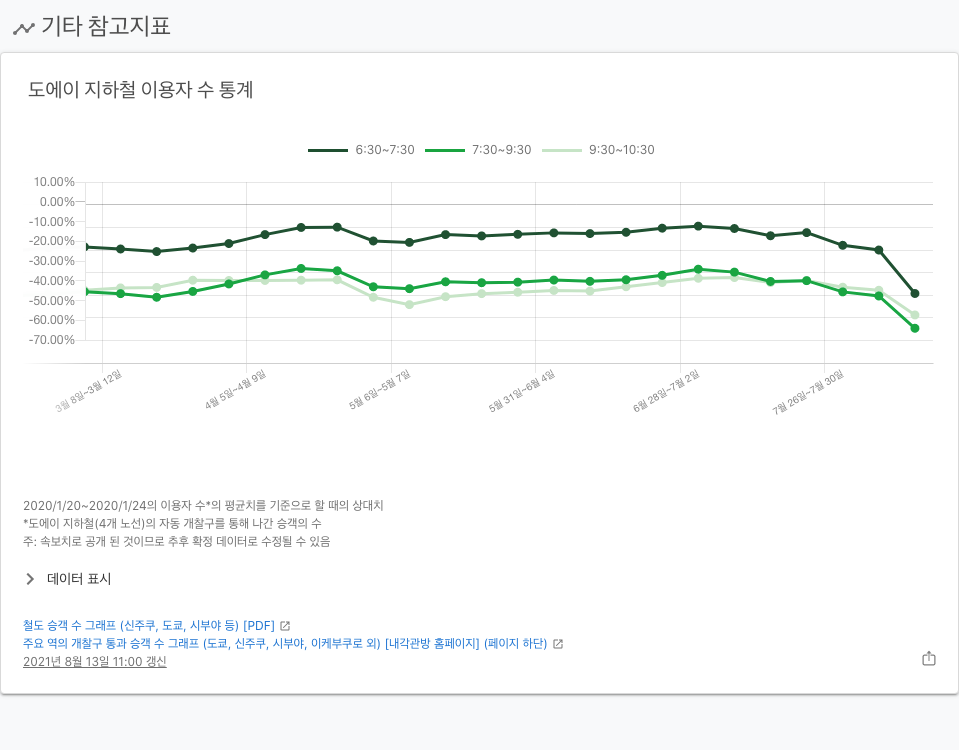 기타 참고지표
도에이 지하철 이용자 수 통계
6:30~7:30 7:30~9:30 9:30~10:30
10.00%
0.00%
-10.00%
-20.00%
-30.00%
-40.00%
-50.00%
-60.00%
-70.00%
3월 8일~3월 12일 4월 5일~4월 9일 5월 6일~5월 7일 5월 31일~6월 4일 6월 28일~7월 2일 7월 26일~7월 30일
2020/1/20~2020/1/24의 이용자 수*의 평균치를 기준으로 할 때의 상대치
*도에이 지하철(4개 노선)의 자동 개찰구를 통해 나간 승객의 수
주: 속보치로 공개 된 것이므로 추후 확정 데이터로 수정될 수 있음
데이터 표시
철도 승객 수 그래프 (신주쿠, 도쿄, 시부야 등) [PDF]
주요 역의 개찰구 통과 승객 수 그래프 (도쿄, 신주쿠, 시부야, 이케부쿠로 외) [내각관방 홈페이지] (페이지 하단)
2021년 8월 13일 11:00 갱신